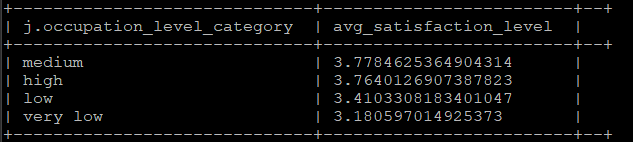 +-------------------------------+-------------------------+--+
| j.occupation_level_category | avg_satisfaction_level |
+-------------------------------+-------------------------+--+
| medium | 3.7784625364904314 |
| high | 3.7640126907387823 |
| low | 3.4103308183401047 |
| very low | 3.180597014925373 |
+-------------------------------+-------------------------+--+